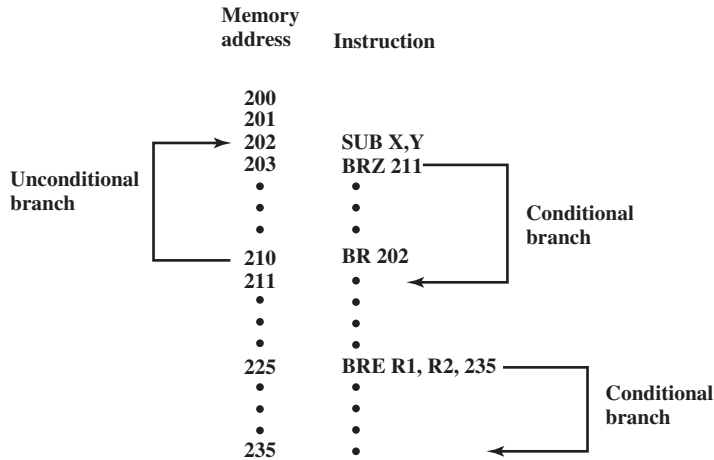 Memory address Instruction
200
201
202 SUB X,Y
203 BRZ 211
Unconditional branch
Conditional branch
210 BR 202
211
225 BRE R1, R2, 235
Conditional branch
235